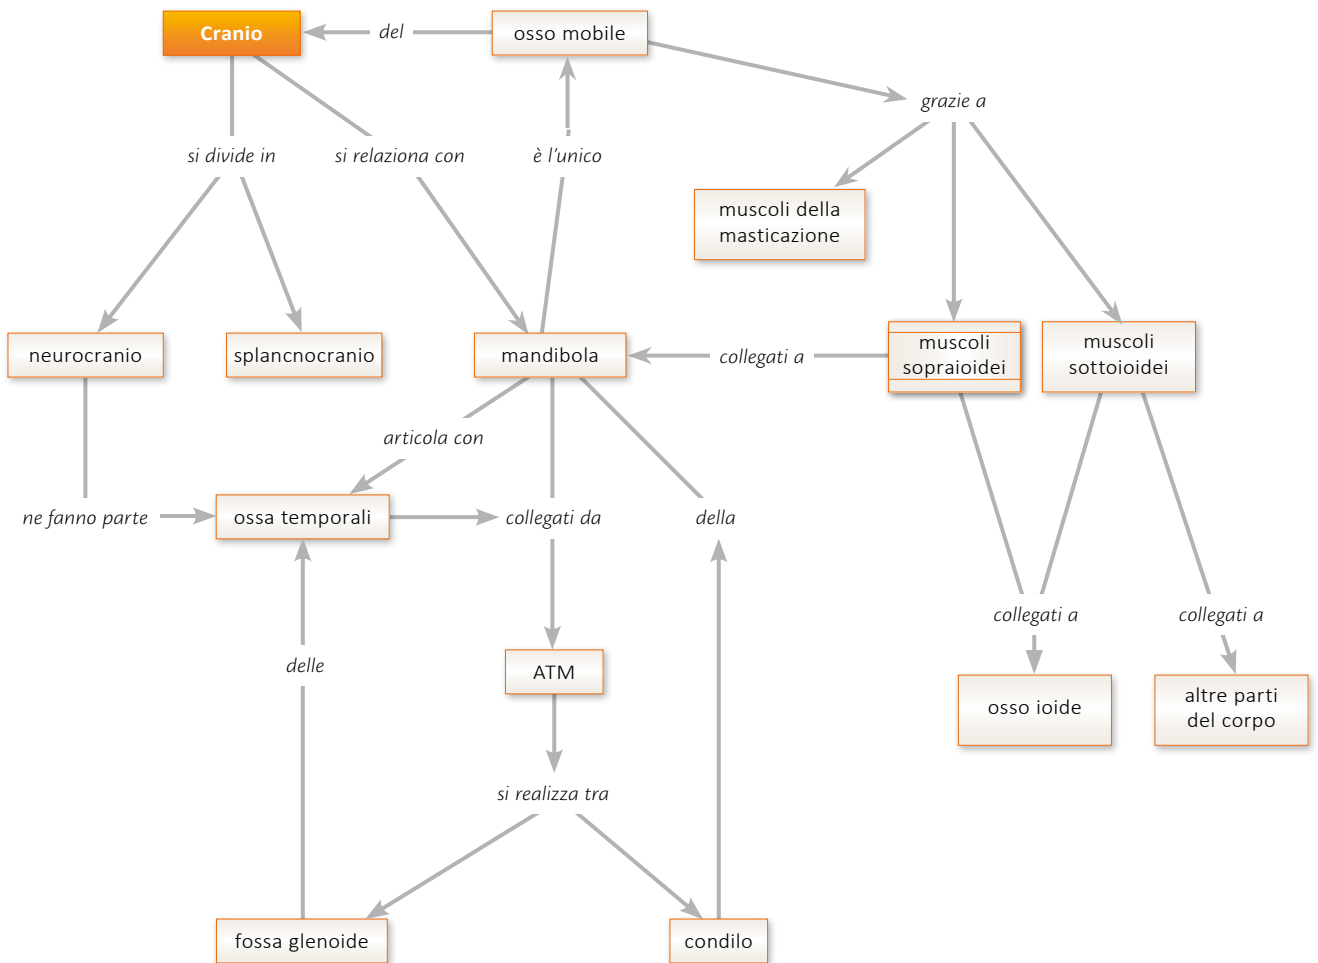 Cranio
del
osso mobile
grazie a
si divide in
si relaziona con
è l'unico
muscoli della
masticazione
neurocranio
splancnocranio
mandibola
collegati a
muscoli
sopraioidei
muscoli
sottoioidei
articola con
ne fanno parte
ossa temporali
collegati da
della
collegati a
collegati a
delle
ATM
osso ioide
altre parti
del corpo
si realizza tra
fossa glenoide
condilo